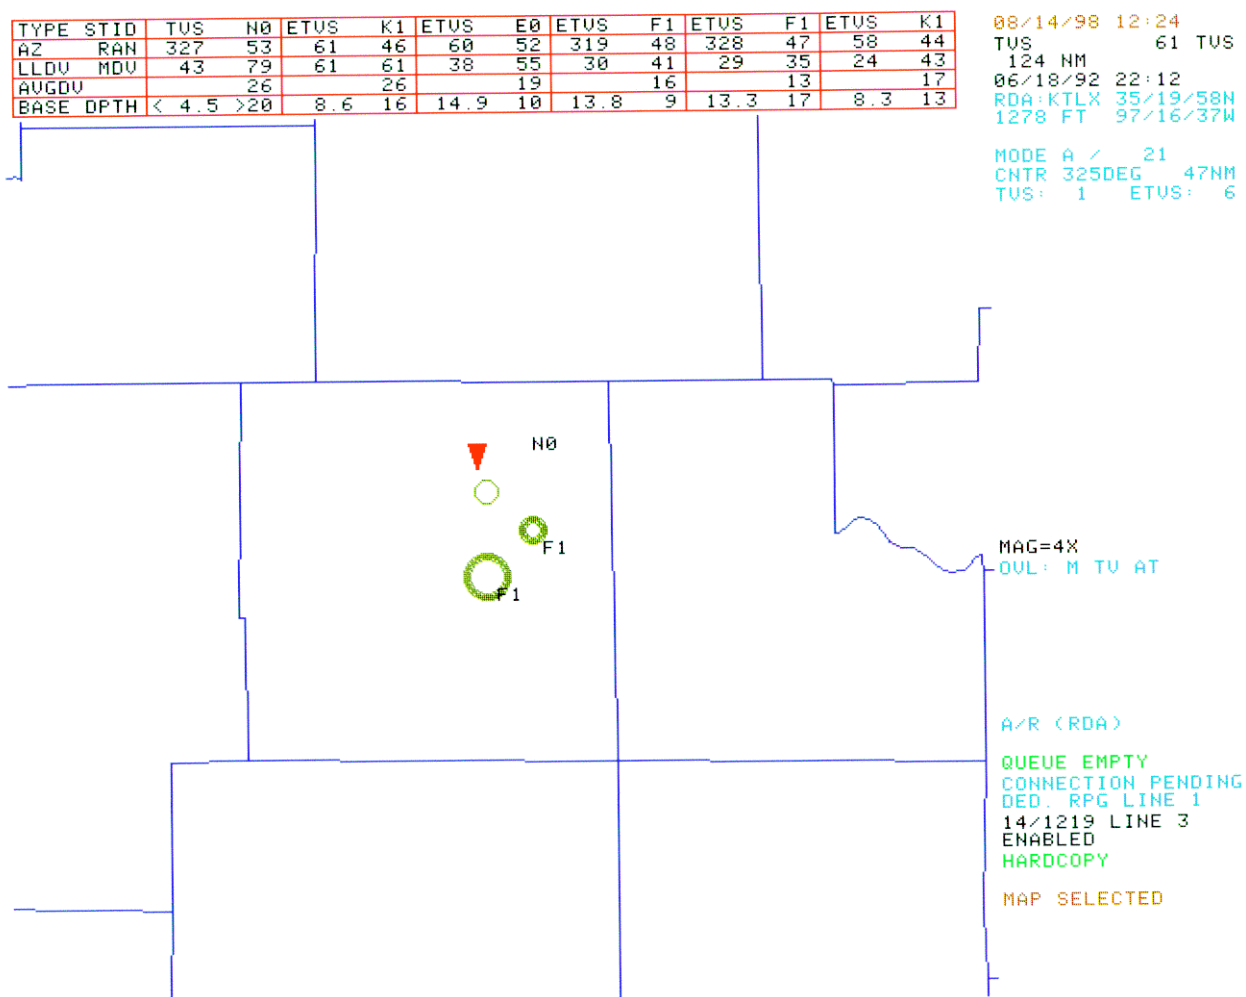 TYPE STID TVS N0 ETVS K1 ETVS E0 ETVS F1 ETVS F1 ETVS K1
AZ RAN 327 53 61 46 60 52 319 48 328 47 58 44
LLDV MDV 43 79 61 61 38 55 30 41 29 35 24 43
AVGDV 26 26 19 16 13 17
BASE DPTH < 4.5 >20 8.6 16 14.9 10 13.8 9 13.3 17 8.3 13
08/14/98 12:24
TVS 61 TVS
124 NM
06/18/92 22:12
RDA:KTLX 35/19/58N
1278 FT 97/16/37W
MODE A / 21
CNTR 325DEG 47NM
TVS: 1 ETVS: 6
N0
F1
F1
MAG=4X
OVL: M TV AT
A/R (RDA)
QUEUE EMPTY
CONNECTION PENDING
DED. RPG LINE 1
14/1219 LINE 3
ENABLED
HARDCOPY
MAP SELECTED